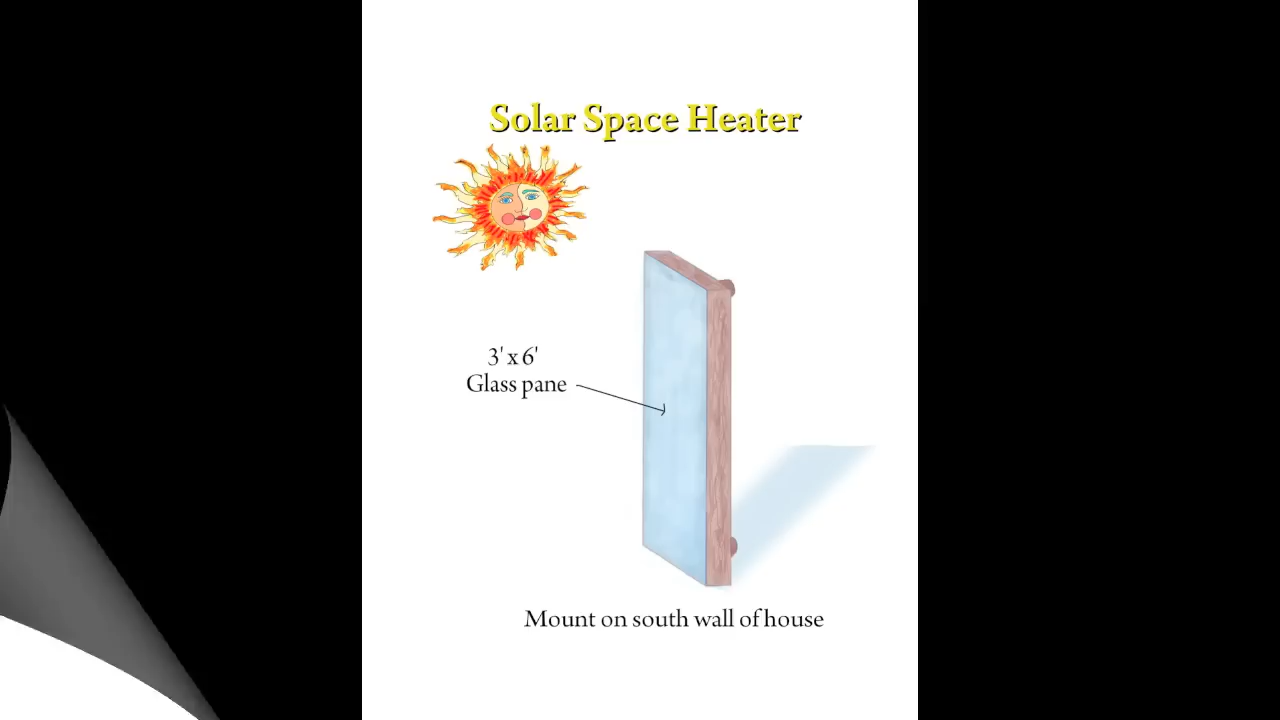 Solar Space Heater
3' x 6'
Glass pane
Mount on south wall of house